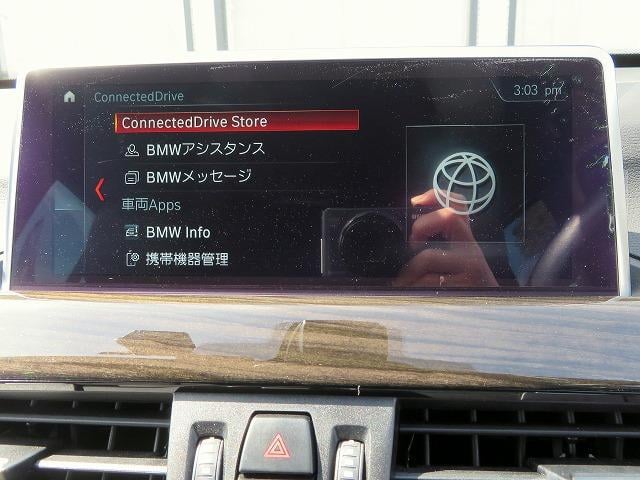 ConnectedDrive
3:03 pm
ConnectedDrive Store
BMWアシスタンス
BMWメッセージ
車両Apps
BMW Info
携帯機器管理